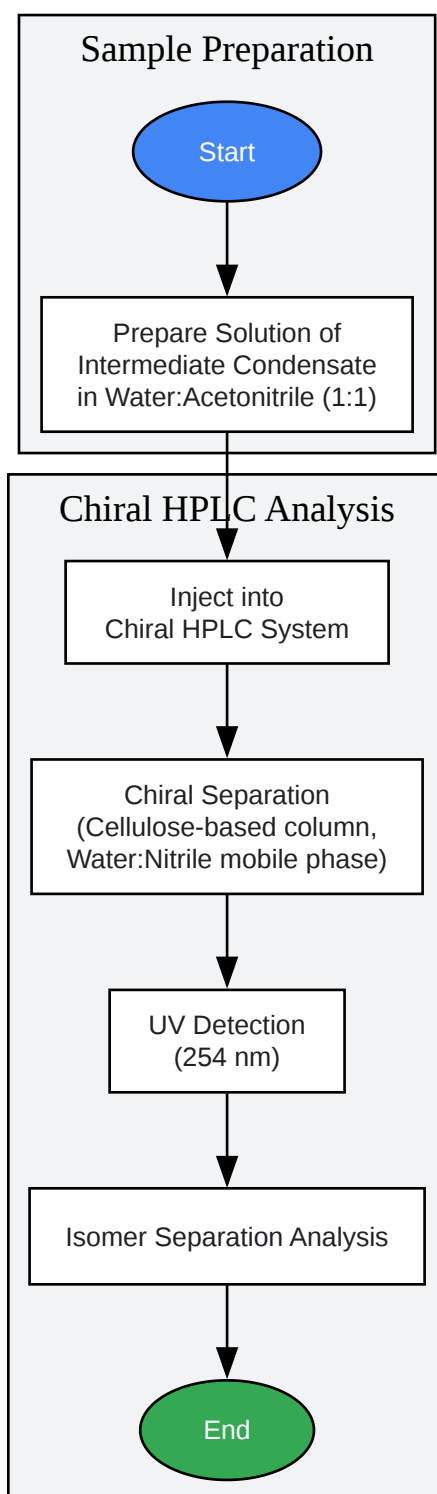 Sample Preparation
Start
Prepare Solution of
Intermediate Condensate
in Water:Acetonitrile (1:1)
Chiral HPLC Analysis
Inject into
Chiral HPLC System
Chiral Separation
(Cellulose-based column,
Water:Nitrile mobile phase)
UV Detection
(254 nm)
Isomer Separation Analysis
End